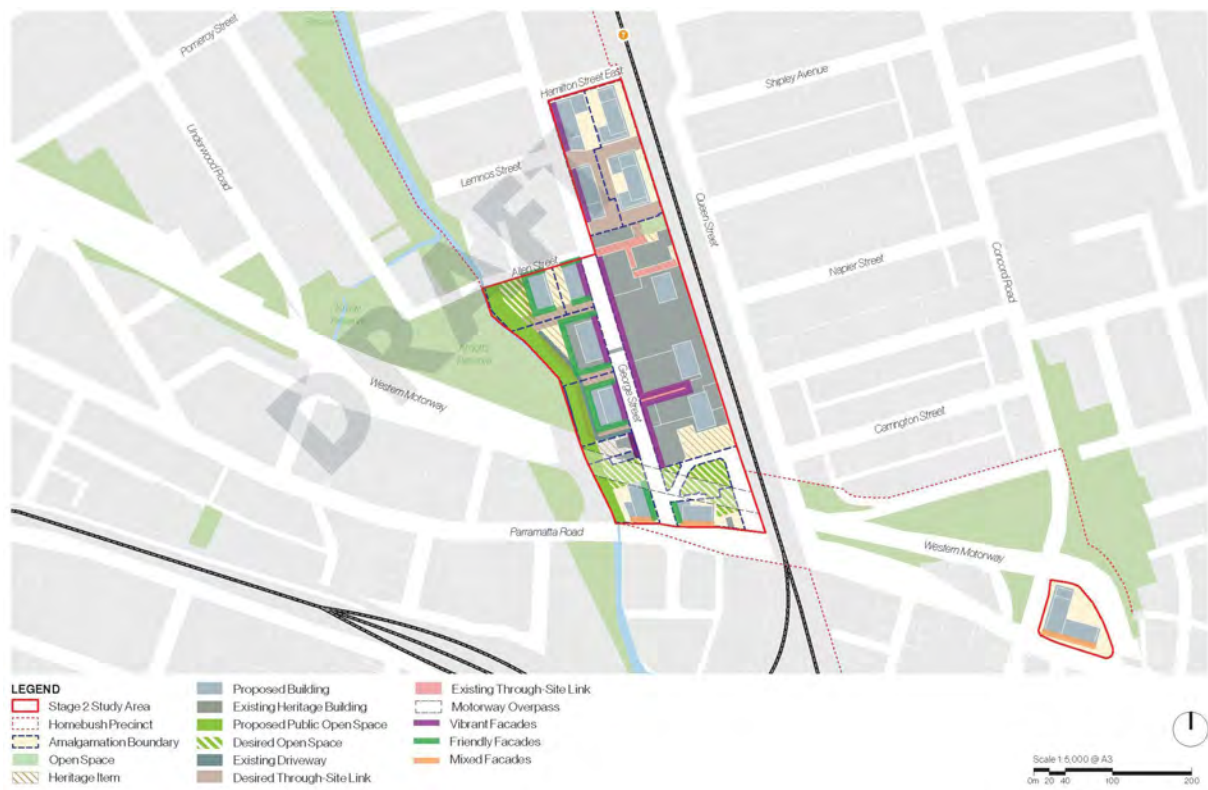 Pomeroy Street
Hamilton Street East
Shipley Avenue
Underwood Road
Lemnos Street
Queen Street
Concord Road
Napier Street
Allen Street
DRAFT
Reserve
Reserve
Western Motorway
George Street
Carrington Street
Parramatta Road
Western Motorway
LEGEND
Stage 2 Study Area
Homebush Precinct
Amalgamation Boundary
Open Space
Heritage Item
Proposed Building
Existing Heritage Building
Proposed Public Open Space
Desired Open Space
Existing Driveway
Desired Through-Site Link
Existing Through-Site Link
Motorway Overpass
Vibrant Facades
Friendly Facades
Mixed Facades
Scale 1:5,000 @ A3
0m 20 40 100 200